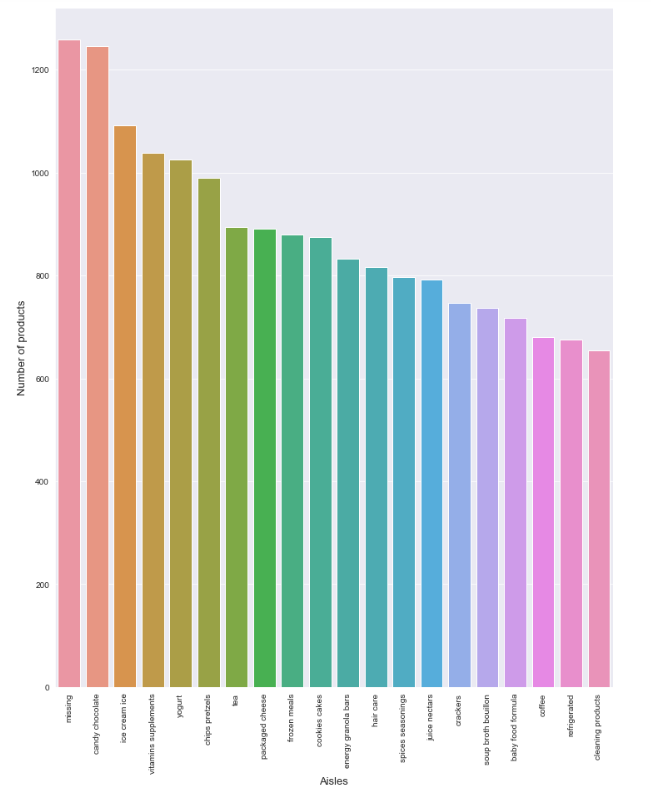 1200
1000
800
600
400
200
0
Number of products
missing
candy chocolate
ice cream ice
vitamins supplements
yogurt
chips pretzels
tea
packaged cheese
frozen meals
cookies cakes
energy granola bars
hair care
spices seasonings
juice nectars
crackers
soup broth bouillon
baby food formula
coffee
refrigerated
cleaning products
Aisles